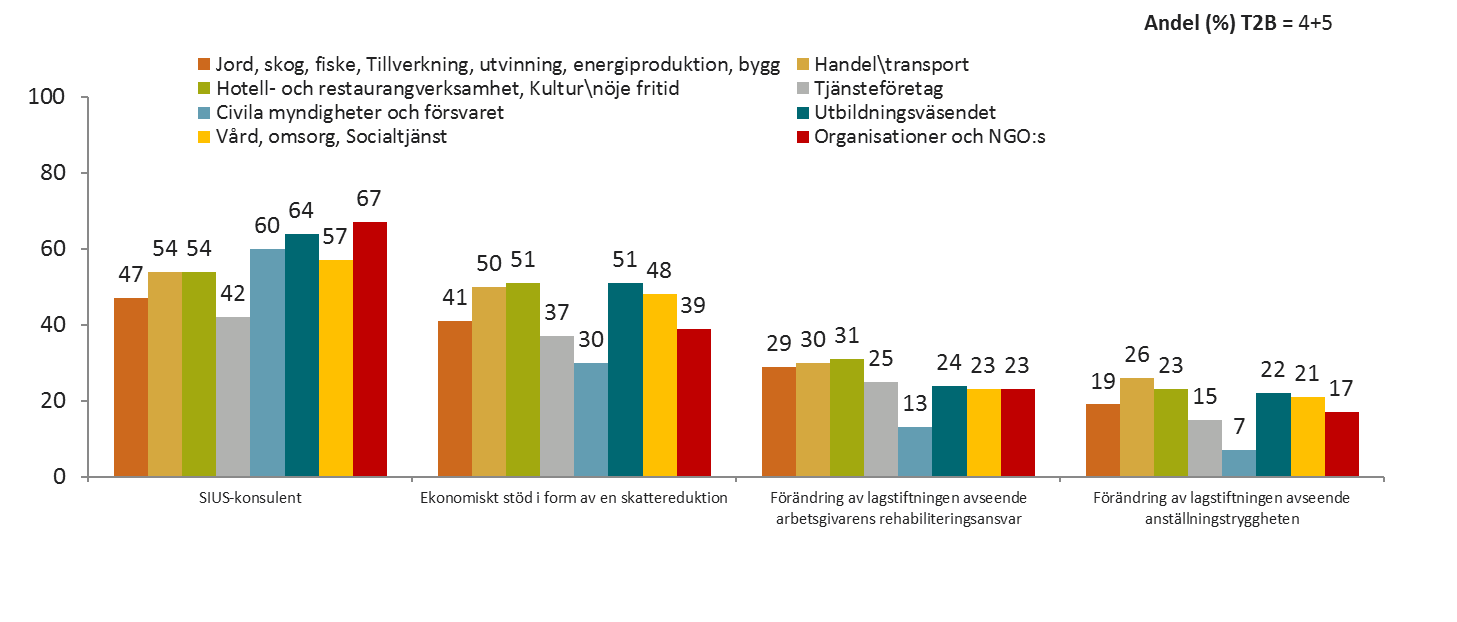 Andel (%) T2B = 4+5
Jord, skog, fiske, Tillverkning, utvinning, energiproduktion, bygg
Handel\transport
Hotell- och restaurangverksamhet, Kultur\nöje fritid
Tjänsteföretag
Civila myndigheter och försvaret
Utbildningsväsendet
Vård, omsorg, Socialtjänst
Organisationer och NGO:s
100
80
60
40
20
0
47 54 54 42 60 64 57 67
41 50 51 37 30 51 48 39
29 30 31 25 13 24 23 23
19 26 23 15 7 22 21 17
SIUS-konsulent
Ekonomiskt stöd i form av en skattereduktion
Förändring av lagstiftningen avseende
arbetsgivarens rehabiliteringsansvar
Förändring av lagstiftningen avseende
anställningstryggheten